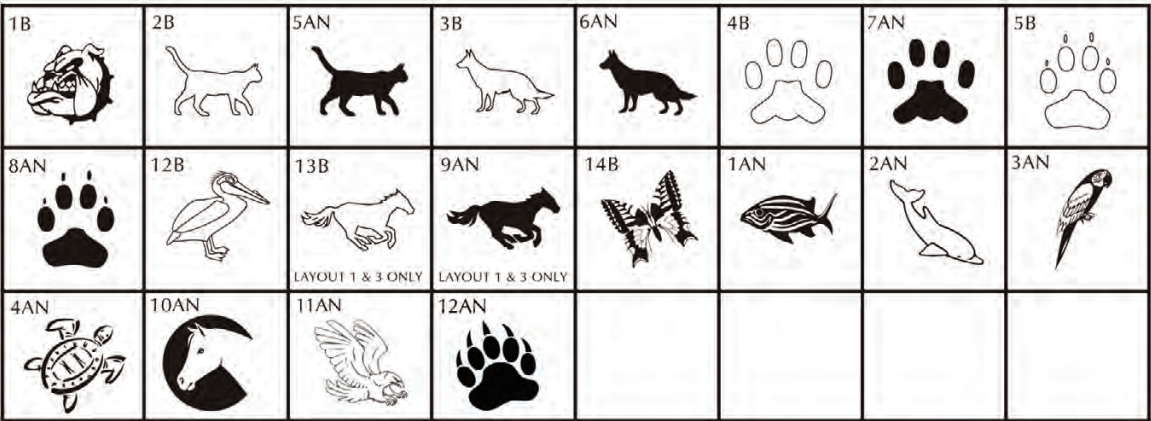 1B
2B
5AN
3B
6AN
4B
7AN
5B
8AN
12B
13B
LAYOUT 1 & 3 ONLY
9AN
LAYOUT 1 & 3 ONLY
14B
1AN
2AN
3AN
4AN
10AN
11AN
12AN